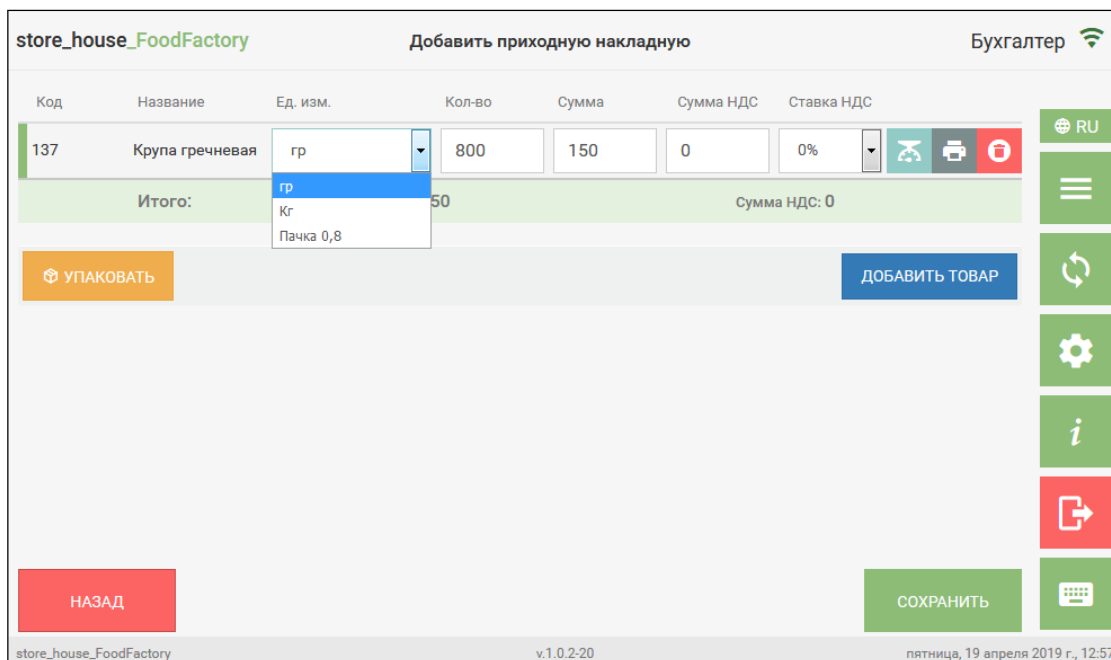 store_house_FoodFactory Добавить приходную накладную Бухгалтер
Код Название Ед. изм. Кол-во Сумма Сумма НДС Ставка НДС
RU
137 Крупа гречневая гр 800 150 0 0%
гр
Итого: 50 Сумма НДС: 0
Кг
Пачка 0,8
УПАКОВАТЬ ДОБАВИТЬ ТОВАР
i
НАЗАД СОХРАНИТЬ
store_house_FoodFactory v.1.0.2-20 пятница, 19 апреля 2019 г., 12:57